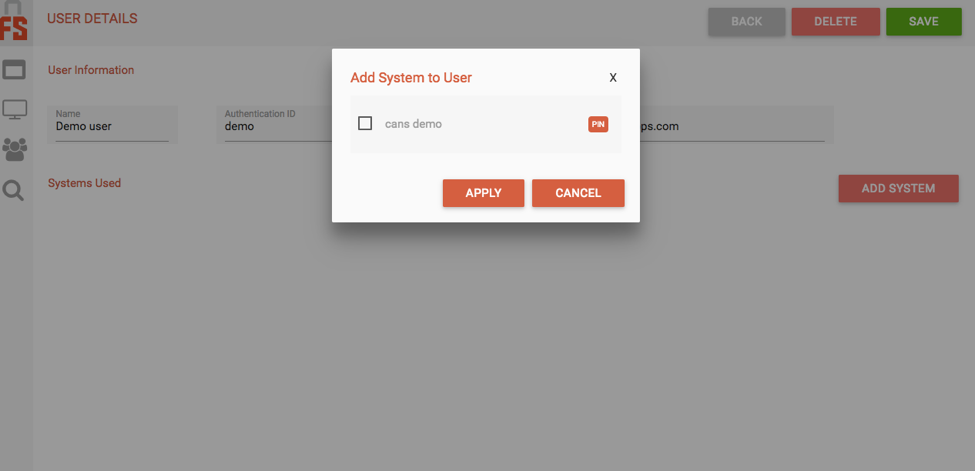 FS
USER DETAILS
BACK
DELETE
SAVE
User Information
Name
Demo user
Authentication ID
demo
ps.com
Systems Used
ADD SYSTEM
Add System to User
X
cans demo
PIN
APPLY
CANCEL